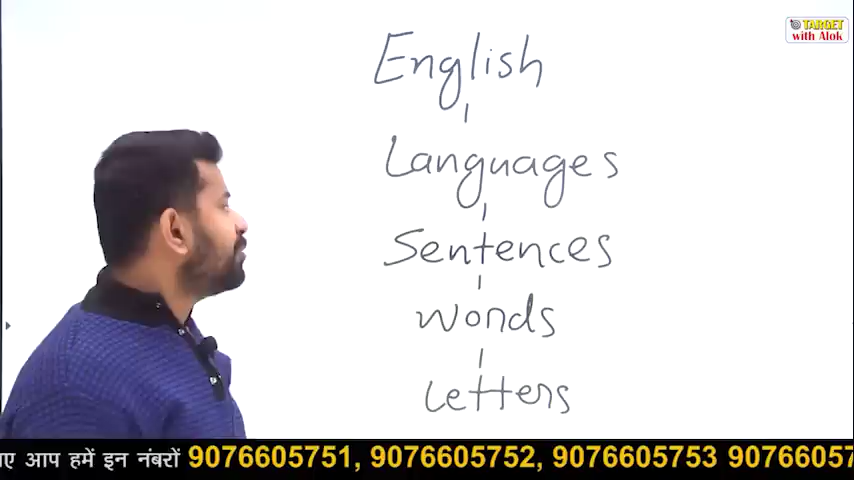 TARGET
with Alok
English
Languages
Sentences
Words
Letters
आप हमें इन नंबरों 9076605751, 9076605752, 9076605753